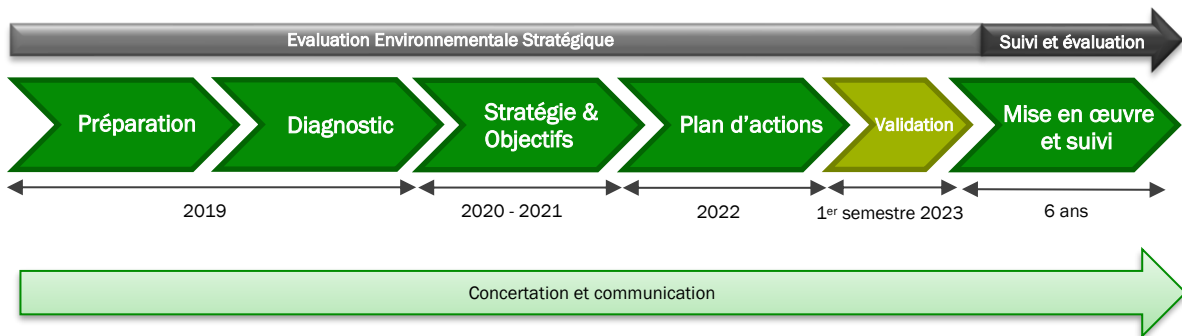 Evaluation Environnementale Stratégique
Suivi et évaluation
Préparation
Diagnostic
Stratégie &
Objectifs
Plan d’actions
Validation
Mise en œuvre
et suivi
2019
2020 - 2021
2022
1er semestre 2023
6 ans
Concertation et communication